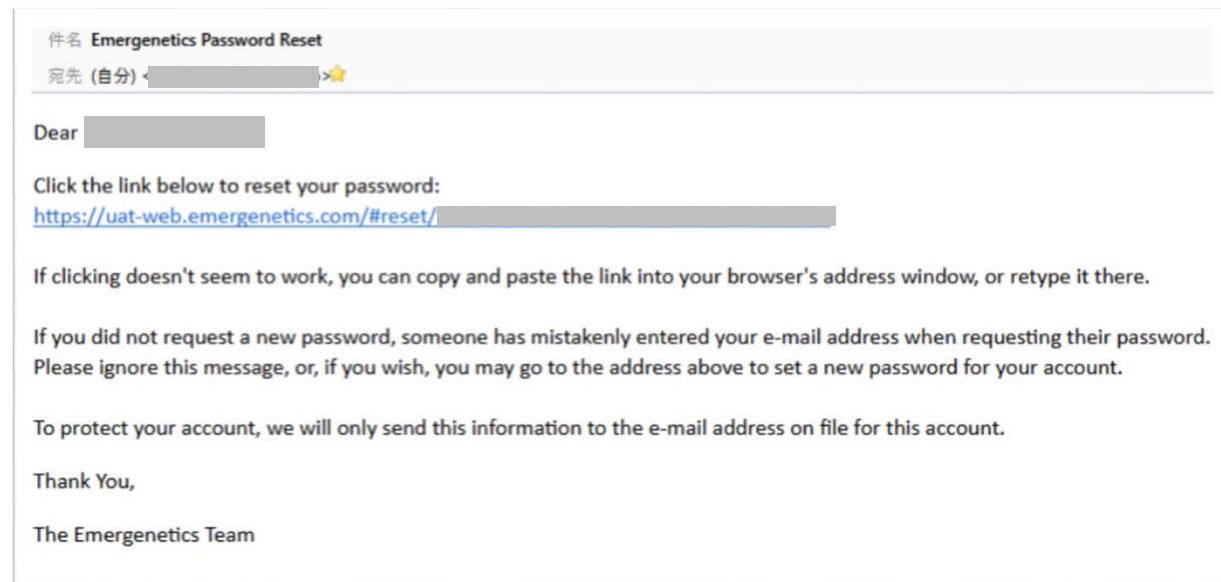 件名 Emergenetics Password Reset
宛先 (自分) < >
Dear
Click the link below to reset your password:
https://uat-web.emergenetics.com/#reset/
If clicking doesn't seem to work, you can copy and paste the link into your browser's address window, or retype it there.
If you did not request a new password, someone has mistakenly entered your e-mail address when requesting their password.
Please ignore this message, or, if you wish, you may go to the address above to set a new password for your account.
To protect your account, we will only send this information to the e-mail address on file for this account.
Thank You,
The Emergenetics Team